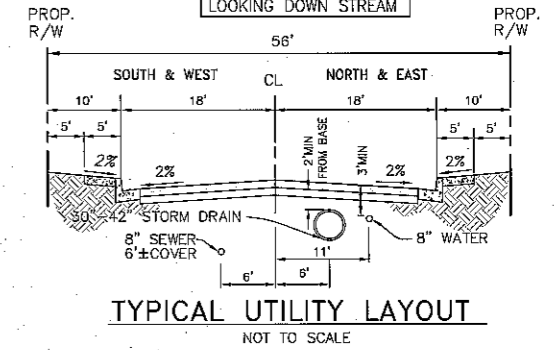 LOOKING DOWN STREAM
PROP.
R/W
PROP.
R/W
56'
SOUTH & WEST
CL
NORTH & EAST
10'
18'
18'
10'
5'
5'
5'
5'
2%
2%
2'MIN
FROM BASE
3'MIN
2%
2%
30"-42" STORM DRAIN
8" SEWER
6'±COVER
8" WATER
11'
6'
6'
TYPICAL UTILITY LAYOUT
NOT TO SCALE